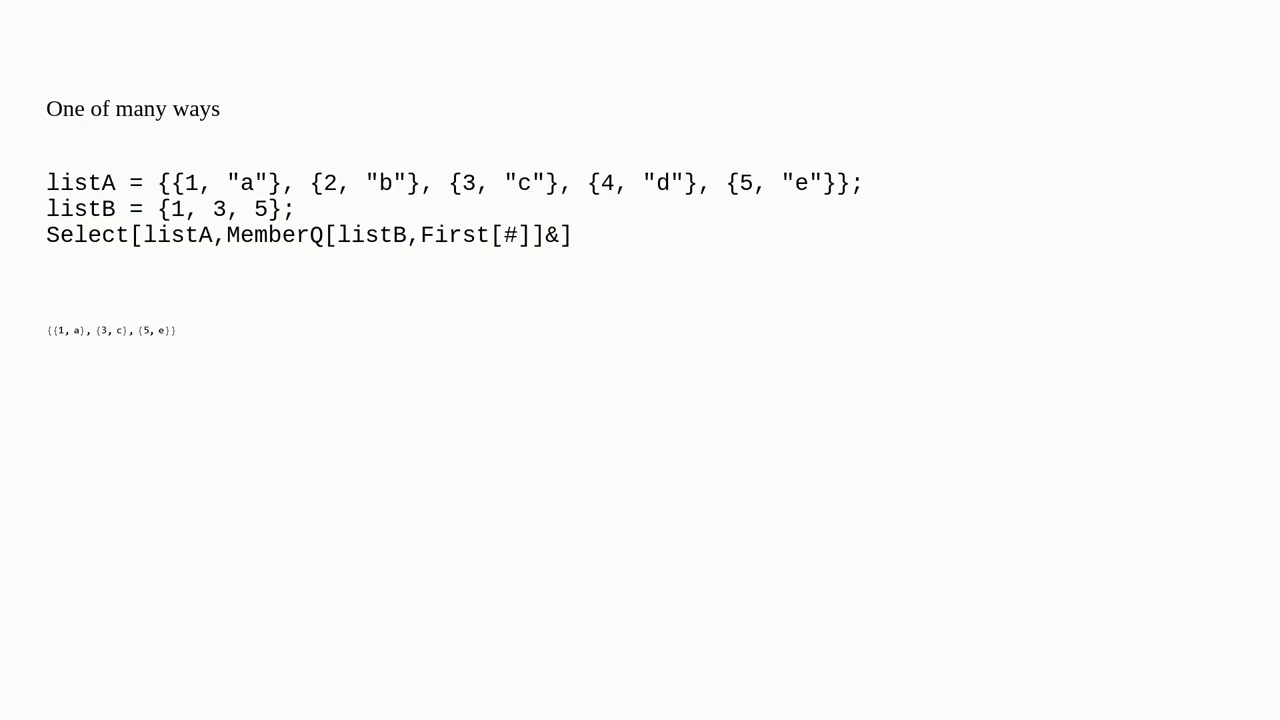 One of many ways
listA = {{1, "a"}, {2, "b"}, {3, "c"}, {4, "d"}, {5, "e"}};
listB = {1, 3, 5};
Select[listA,MemberQ[listB,First[#]]&]
{{1, a}, {3, c}, {5, e}}